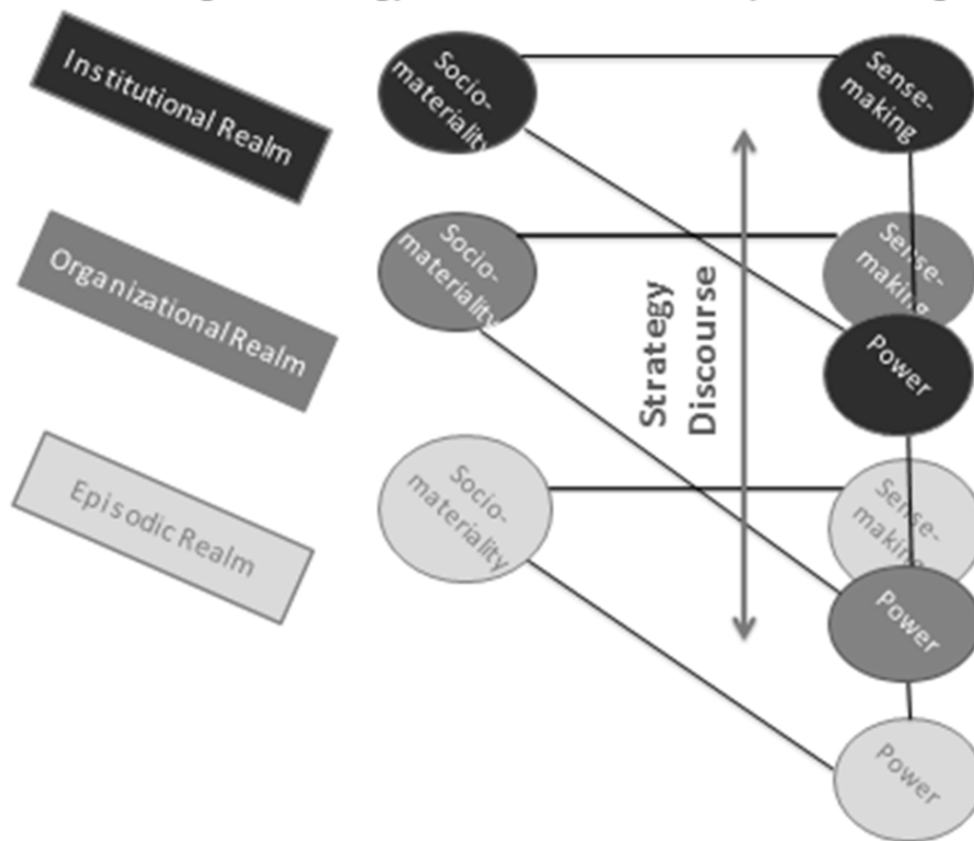 Institutional Realm
Socio-
materiality
Sense-
making
Organizational Realm
Socio-
materiality
Sense-
making
Power
Strategy
Discourse
Episodic Realm
Socio-
materiality
Sense-
making
Power
Power